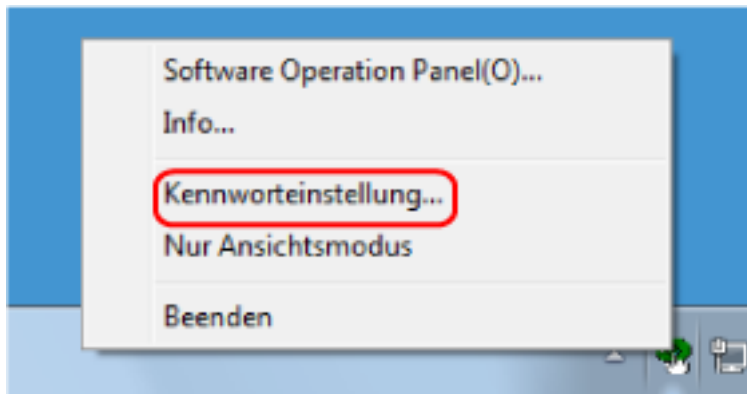 Software Operation Panel(O)...
Info...
Kennworteinstellung...
Nur Ansichtsmodus
Beenden